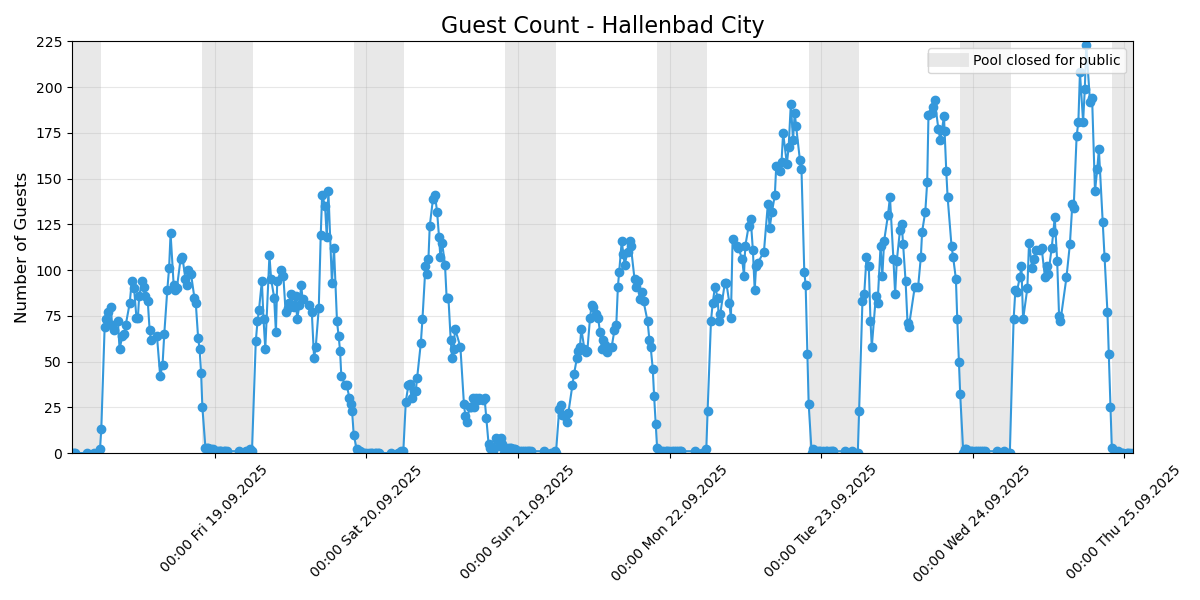 Guest Count - Hallenbad City
Pool closed for public
Number of Guests
225
200
175
150
125
100
75
50
25
0
00:00 Fri 19.09.2025
00:00 Sat 20.09.2025
00:00 Sun 21.09.2025
00:00 Mon 22.09.2025
00:00 Tue 23.09.2025
00:00 Wed 24.09.2025
00:00 Thu 25.09.2025